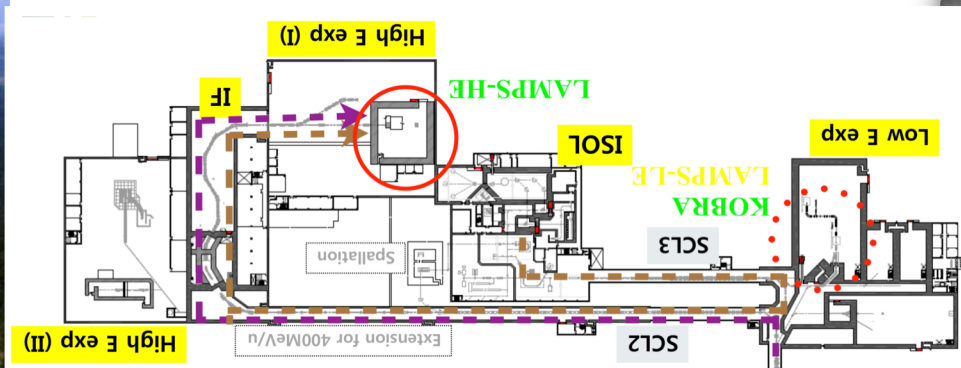 SCL2
Extension for 400MeV/u
High E exp (II)
SCL3
Spallation
KOBRA
LAMPS-LE
ISOL
Low E exp
IF
LAMPS-HE
High E exp (I)